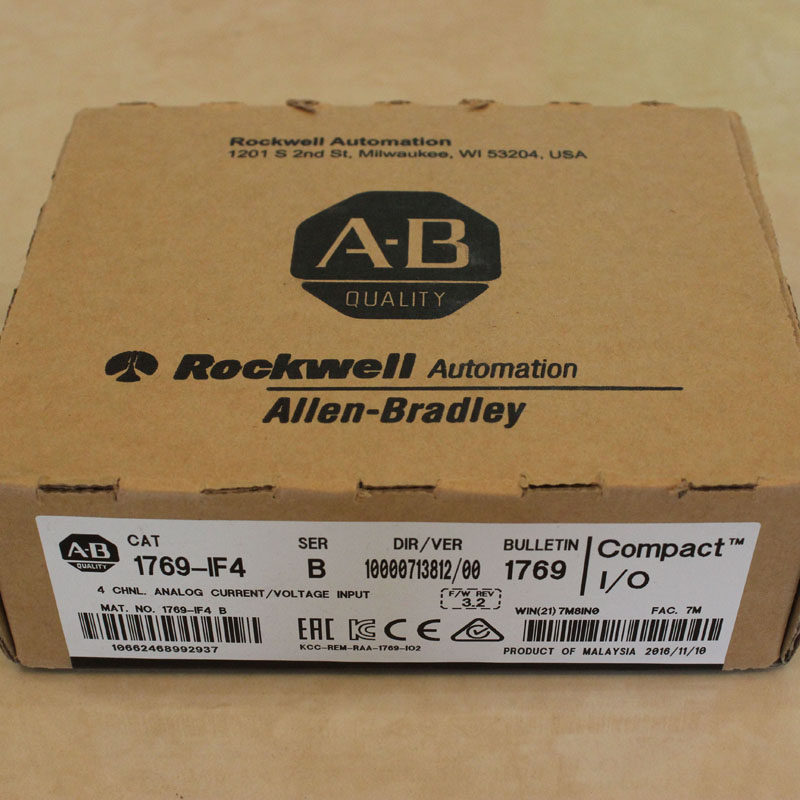 Rockwell Automation
1201 S 2nd St, Milwaukee, WI 53204, USA
A-B
QUALITY
Rockwell Automation
Allen-Bradley
A-B
QUALITY
CAT
1769-IF4
SER
B
DIR/VER
10000713812/00
BULLETIN
1769
Compact™
I/O
4 CHNL. ANALOG CURRENT/VOLTAGE INPUT
F/W REV
3.2
MAT. NO. 1769-IF4 B
10662468992937
EAC CE
KCC-REM-RAA-1769-IO2
WIN(21) 7M8IN0
FAC. 7M
PRODUCT OF MALAYSIA 2016/11/10